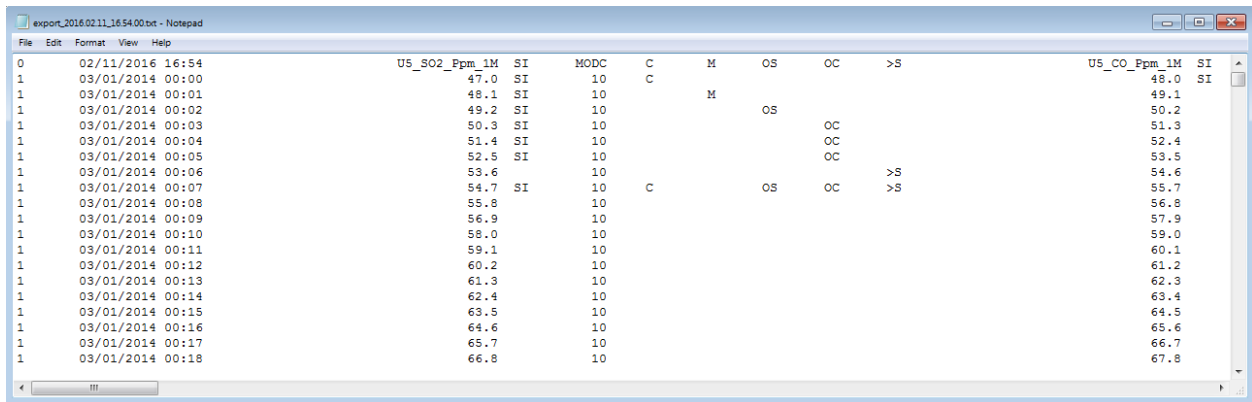 export_2016.02.11_16.54.00.txt - Notepad
File Edit Format View Help
0 02/11/2016 16:54 U5_SO2_Ppm_1M SI MODC C M OS OC >S U5_CO_Ppm_1M SI
1 03/01/2014 00:00 47.0 SI 10 C 48.0 SI
1 03/01/2014 00:01 48.1 SI 10 M 49.1
1 03/01/2014 00:02 49.2 SI 10 OS 50.2
1 03/01/2014 00:03 50.3 SI 10 OC 51.3
1 03/01/2014 00:04 51.4 SI 10 OC 52.4
1 03/01/2014 00:05 52.5 SI 10 OC 53.5
1 03/01/2014 00:06 53.6 10 >S 54.6
1 03/01/2014 00:07 54.7 SI 10 C OS OC >S 55.7
1 03/01/2014 00:08 55.8 10 56.8
1 03/01/2014 00:09 56.9 10 57.9
1 03/01/2014 00:10 58.0 10 59.0
1 03/01/2014 00:11 59.1 10 60.1
1 03/01/2014 00:12 60.2 10 61.2
1 03/01/2014 00:13 61.3 10 62.3
1 03/01/2014 00:14 62.4 10 63.4
1 03/01/2014 00:15 63.5 10 64.5
1 03/01/2014 00:16 64.6 10 65.6
1 03/01/2014 00:17 65.7 10 66.7
1 03/01/2014 00:18 66.8 10 67.8